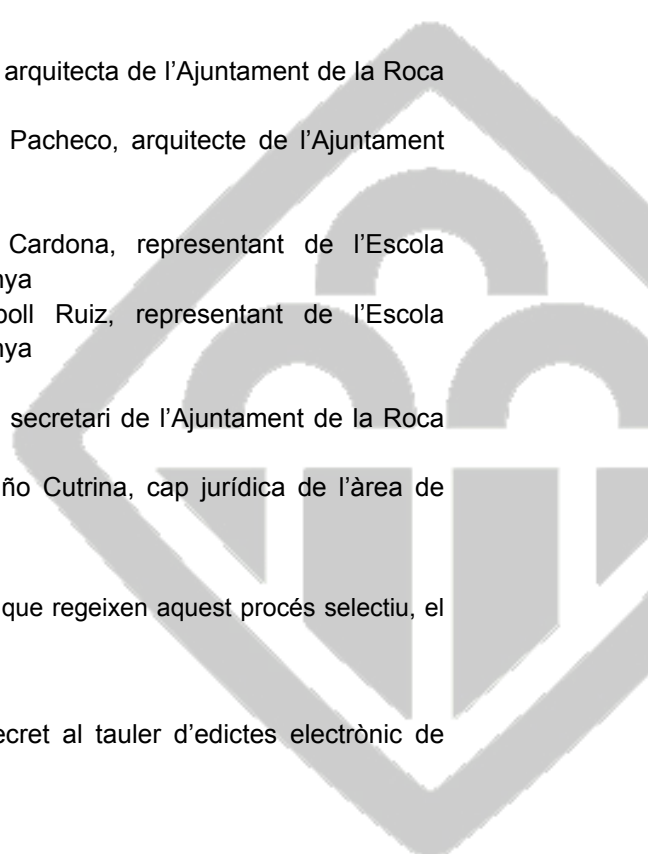 arquitecta de l’Ajuntament de la Roca
Pacheco, arquitecte de l’Ajuntament
Cardona, representant de l’Escola
nya
poll Ruiz, representant de l’Escola
nya
secretari de l’Ajuntament de la Roca
ño Cutrina, cap jurídica de l’àrea de
que regeixen aquest procés selectiu, el
ecret al tauler d’edictes electrònic de